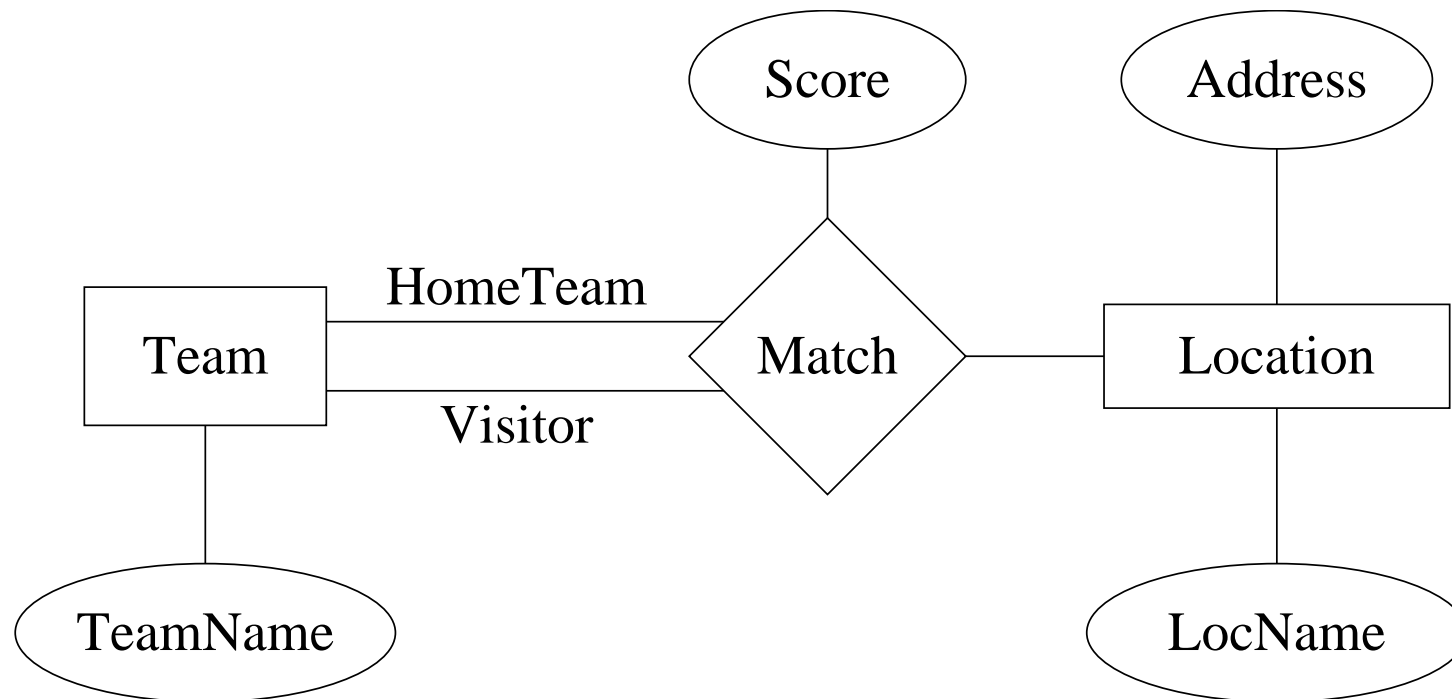 Score
Address
HomeTeam
Team
Match
Location
Visitor
TeamName
LocName